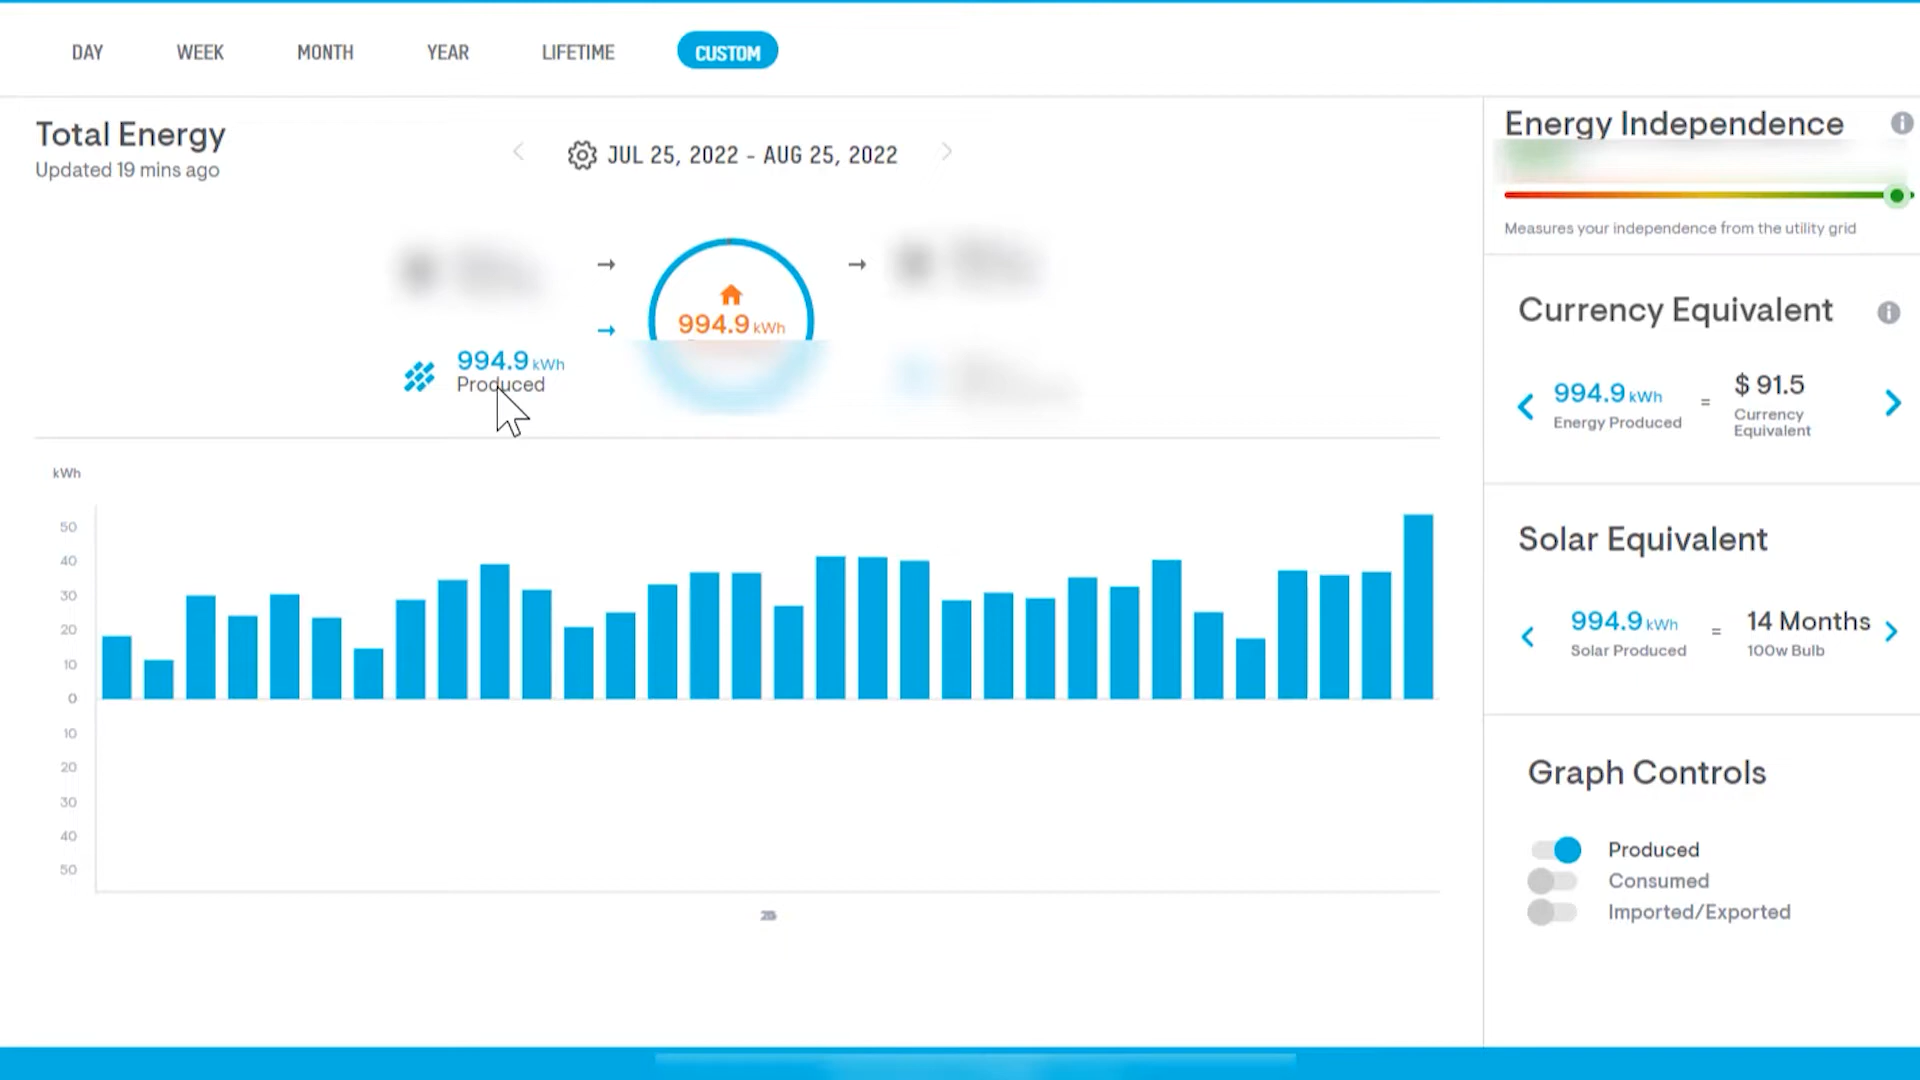 DAY WEEK MONTH YEAR LIFETIME CUSTOM
Total Energy
Updated 19 mins ago
JUL 25, 2022 - AUG 25, 2022
994.9 kWh
994.9 kWh
Produced
kWh
50
40
30
20
10
0
10
20
30
40
50
Energy Independence
Measures your independence from the utility grid
Currency Equivalent
994.9 kWh = $ 91.5
Energy Produced
Currency
Equivalent
Solar Equivalent
994.9 kWh = 14 Months
Solar Produced 100w Bulb
Graph Controls
Produced
Consumed
Imported/Exported